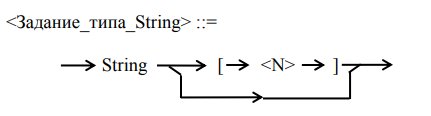 <Задание_типа_String> ::=
String [ <N> ]